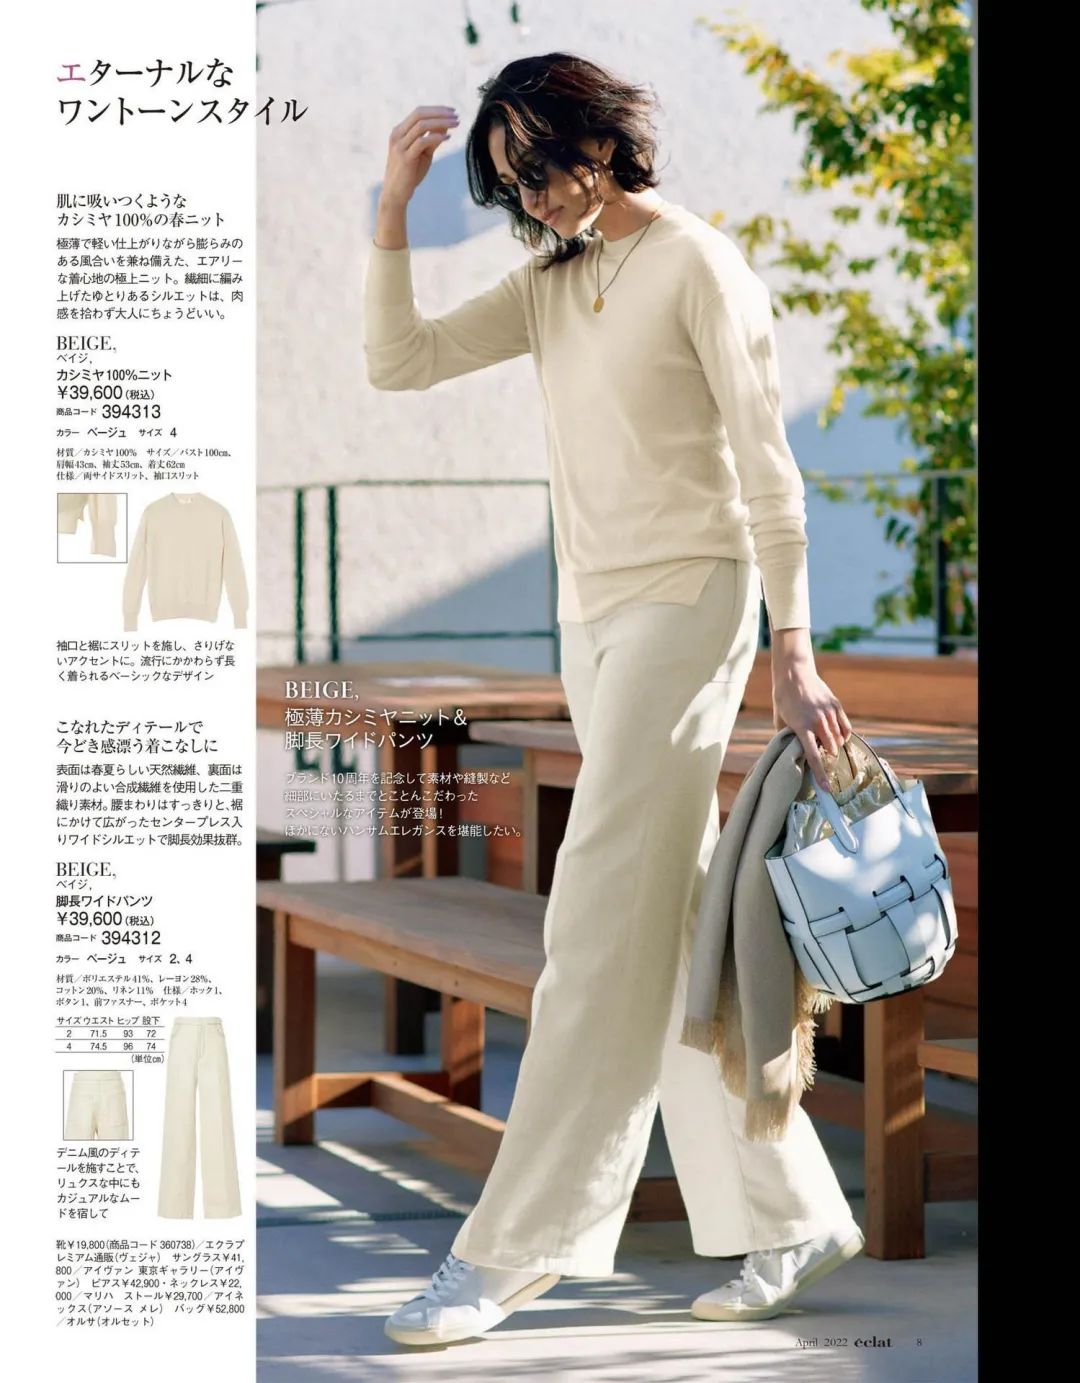 エターナルな
ワントーンスタイル
肌に吸いつくような
カシミヤ100%の春ニット
極薄で軽い仕上がりながら膨らみの
ある風合いを兼ね備えた、エアリー
な着心地の極上ニット。繊細に編み
上げたゆとりあるシルエットは、肉
感を拾わず大人にちょうどいい。
BEIGE,
ベイジ,
カシミヤ100%ニット
¥39,600(税込)
商品コード 394313
カラー ベージュ サイズ 4
材質/カシミヤ100% サイズ/バスト100cm、
肩幅43cm、袖丈53cm、着丈62cm
仕様/両サイドスリット、袖口スリット
袖口と裾にスリットを施し、さりげな
いアクセントに。流行にかかわらず長
く着られるベーシックなデザイン
こなれたディテールで
今どき感漂う着こなしに
表面は春夏らしい天然繊維、裏面は
滑りのよい合成繊維を使用した二重
織り素材。腰まわりはすっきりと、裾
にかけて広がったセンタープレス入
りワイドシルエットで脚長効果抜群。
BEIGE,
ベイジ,
脚長ワイドパンツ
¥39,600(税込)
商品コード 394312
カラー ベージュ サイズ 2、4
材質/ポリエステル41%、レーヨン28%、
コットン20%、リネン11% 仕様/ホック1、
ボタン1、前ファスナー、ポケット4
サイズ ウエスト ヒップ 股下
2 71.5 93 72
4 74.5 96 74
(単位cm)
デニム風のディテ
ールを施すことで、
リュクスな中にも
カジュアルなムー
ドを宿して
靴¥19,800(商品コード360738)/エクラプ
レミアム通販(ヴェジャ) サングラス¥41,
800/アイヴァン 東京ギャラリー(アイヴ
ァン) ピアス¥42,900・ネックレス¥22,
000/マリハ ストール¥29,700/アイネ
ックス(アソース メレ) バッグ¥52,800
/オルサ(オルセット)
BEIGE,
極薄カシミヤニット&
脚長ワイドパンツ
ブランド10周年を記念して素材や縫製など
細部にいたるまでとことんこだわった
スペシャルなアイテムが登場!
ほかにないハンサムエレガンスを堪能したい。
April 2022 éclat 8